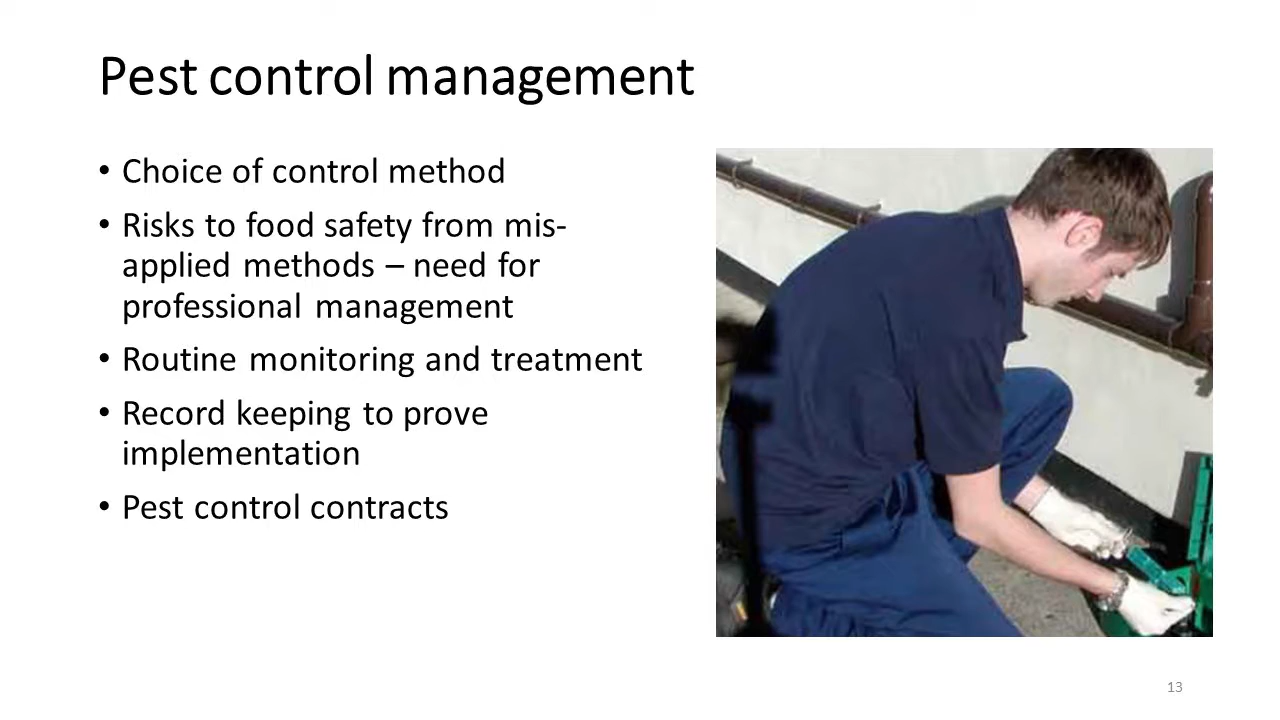 Pest control management
• Choice of control method
• Risks to food safety from mis-
applied methods – need for
professional management
• Routine monitoring and treatment
• Record keeping to prove
implementation
• Pest control contracts
13